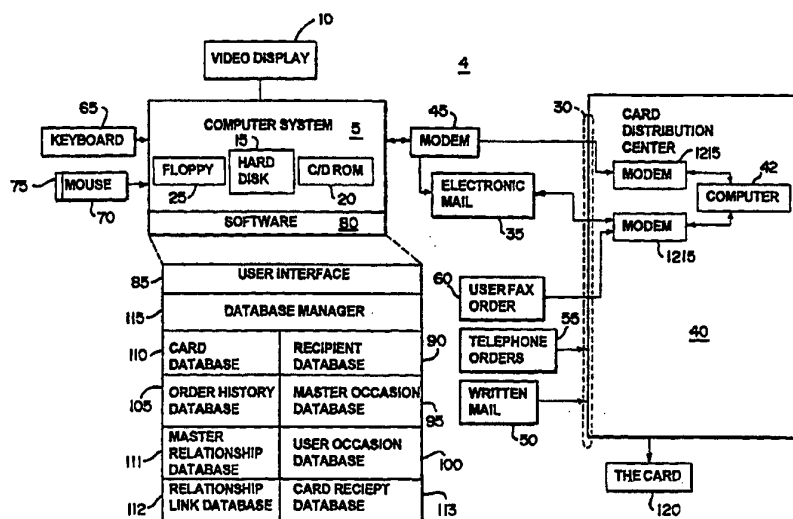 10
VIDEO DISPLAY
4
65
KEYBOARD
COMPUTER SYSTEM 5
15
FLOPPY
25
HARD
DISK
C/D ROM
20
75
MOUSE
70
SOFTWARE 80
45
MODEM
ELECTRONIC
MAIL
35
30
CARD
DISTRIBUTION
CENTER
1215
MODEM
42
COMPUTER
MODEM
1215
40
60
USER FAX
ORDER
55
TELEPHONE
ORDERS
WRITTEN
MAIL
50
THE CARD
120
85
USER INTERFACE
115
DATABASE MANAGER
110
CARD
DATABASE
RECIPIENT
DATABASE
90
105
ORDER HISTORY
DATABASE
MASTER OCCASION
DATABASE
95
111
MASTER
RELATIONSHIP
DATABASE
USER OCCASION
DATABASE
100
112
RELATIONSHIP
LINK DATABASE
CARD RECIEPT
DATABASE
113